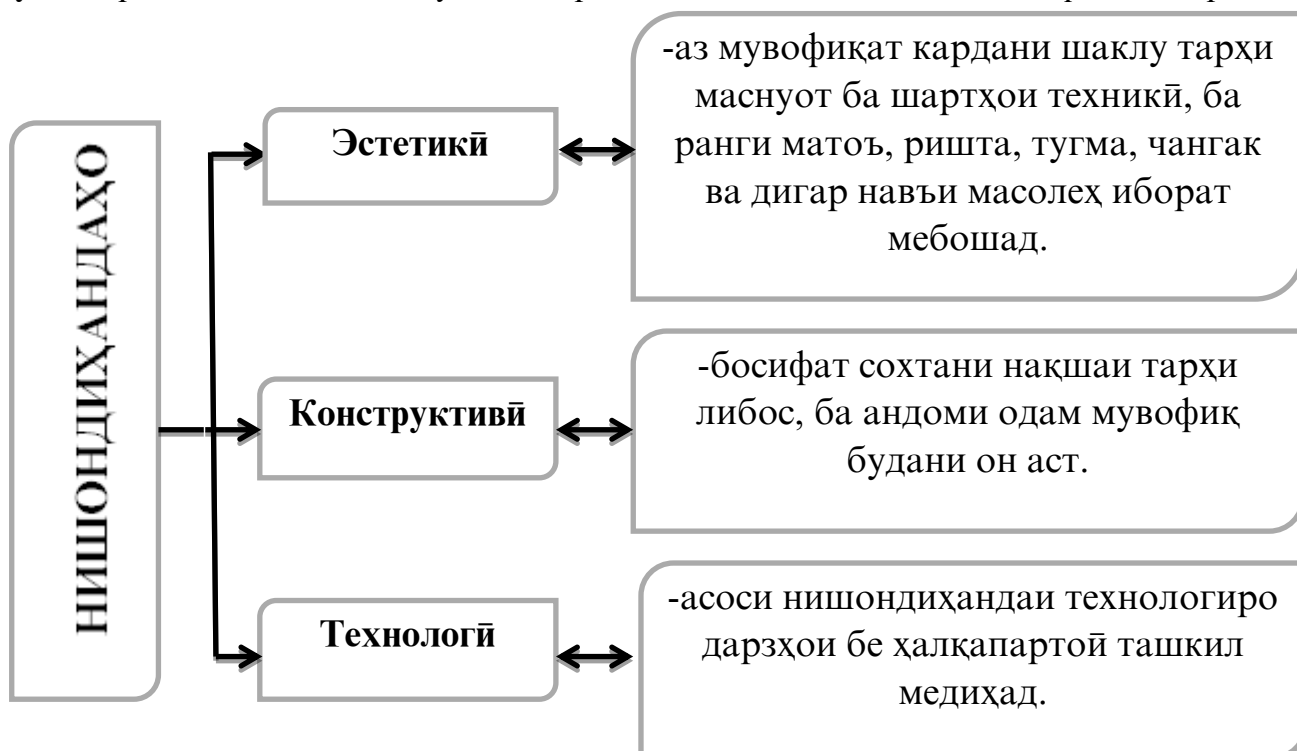 НИШОНДИҲАНДАҲО
Эстетикӣ
-аз мувофиқат кардани шаклу тарҳи
маснуот ба шартҳои техникӣ, ба
ранги матоъ, ришта, тугма, чангак
ва дигар навъи масолеҳ иборат
мебошад.
Конструктивӣ
-босифат сохтани нақшаи тарҳи
либос, ба андоми одам мувофиқ
будани он аст.
Технологӣ
-асоси нишондиҳандаи технологиро
дарзҳои бе ҳалқапартоӣ ташкил
медиҳад.